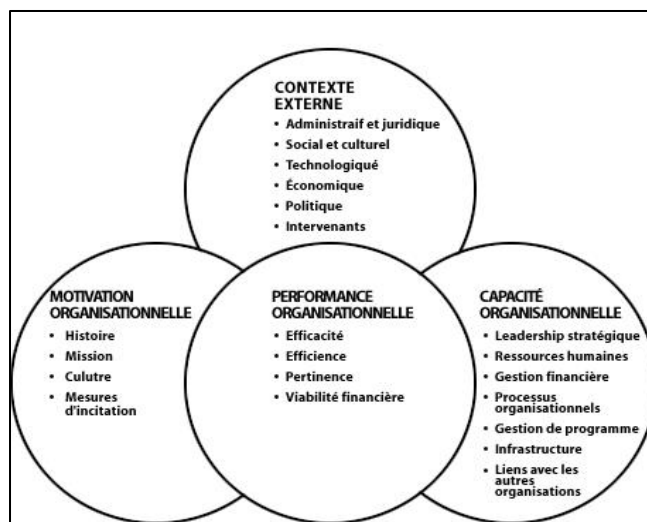 CONTEXTE
EXTERNE
• Administraif et juridique
• Social et culturel
• Technologiqué
• Économique
• Politique
• Intervenants
MOTIVATION
ORGANISATIONNELLE
• Histoire
• Mission
• Culutre
• Mesures
d'incitation
PERFORMANCE
ORGANISATIONNELLE
• Efficacité
• Efficience
• Pertinence
• Viabilité financière
CAPACITÉ
ORGANISATIONNELLE
• Leadership stratégique
• Ressources humaines
• Gestion financière
• Processus
organisationnels
• Gestion de programme
• Infrastructure
• Liens avec les
autres
organisations